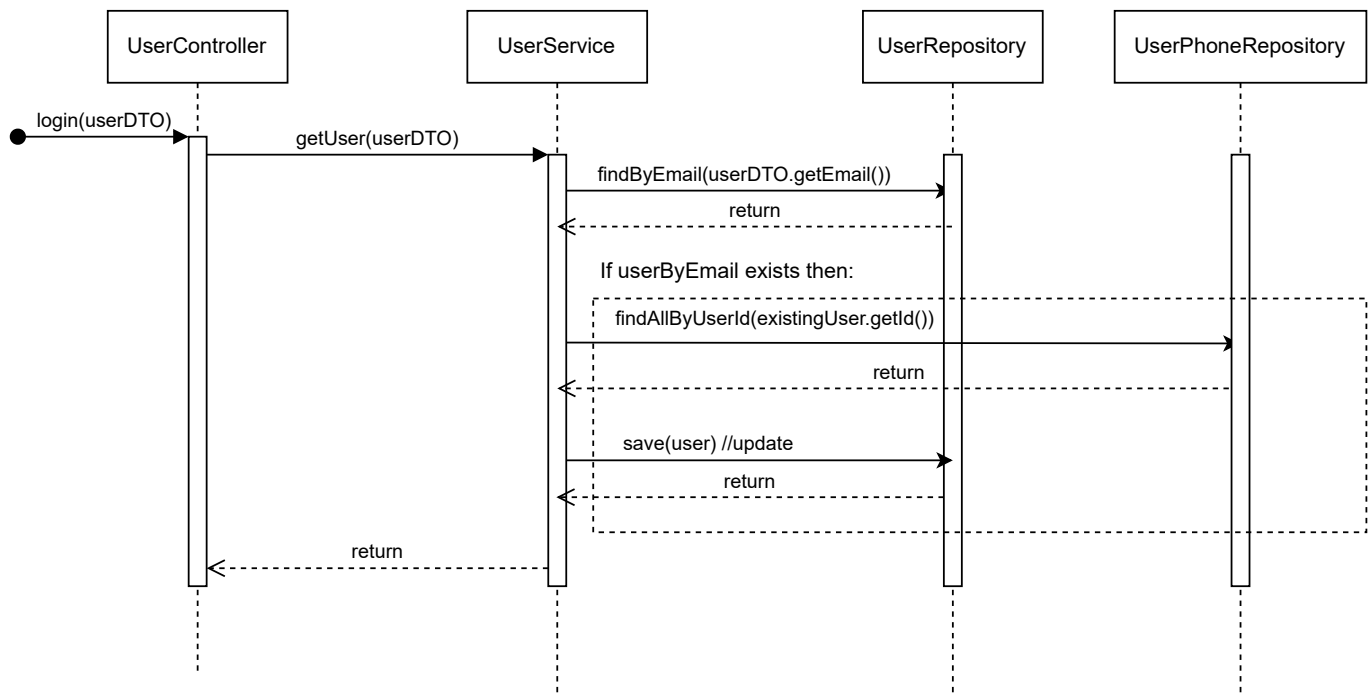 UserController
UserService
UserRepository
UserPhoneRepository
login(userDTO)
getUser(userDTO)
findByEmail(userDTO.getEmail())
return
If userByEmail exists then:
findAllByUserId(existingUser.getId())
return
save(user) //update
return
return